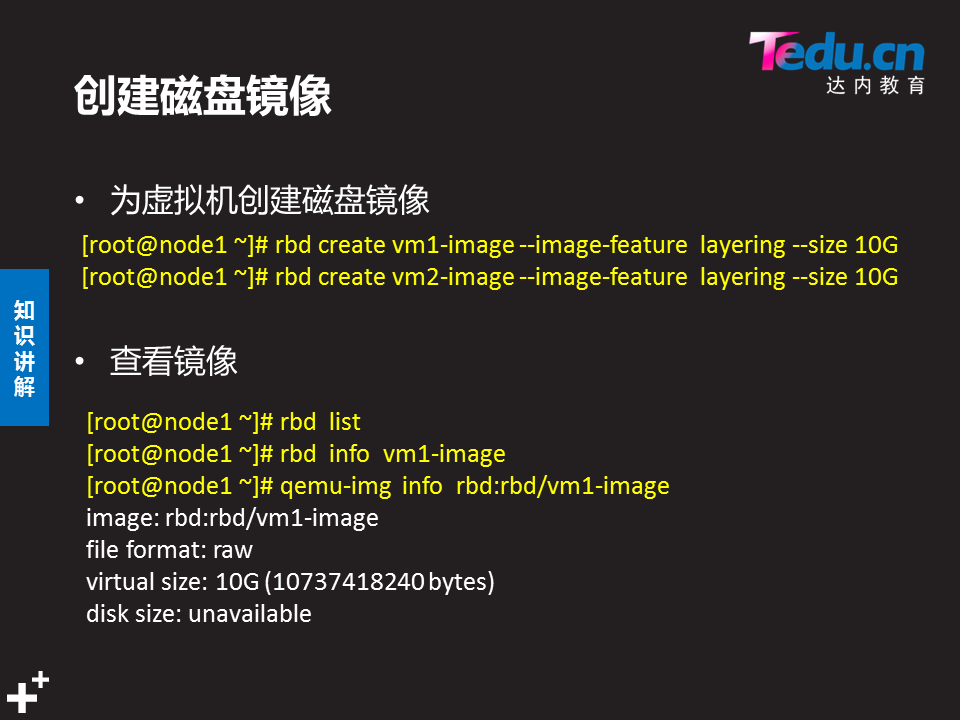 Tedu.cn
达内教育
创建磁盘镜像
• 为虚拟机创建磁盘镜像
[root@node1 ~]# rbd create vm1-image --image-feature  layering --size 10G
[root@node1 ~]# rbd create vm2-image --image-feature  layering --size 10G
知识讲解
• 查看镜像
[root@node1 ~]# rbd  list
[root@node1 ~]# rbd  info  vm1-image
[root@node1 ~]# qemu-img  info  rbd:rbd/vm1-image
image: rbd:rbd/vm1-image
file format: raw
virtual size: 10G (10737418240 bytes)
disk size: unavailable